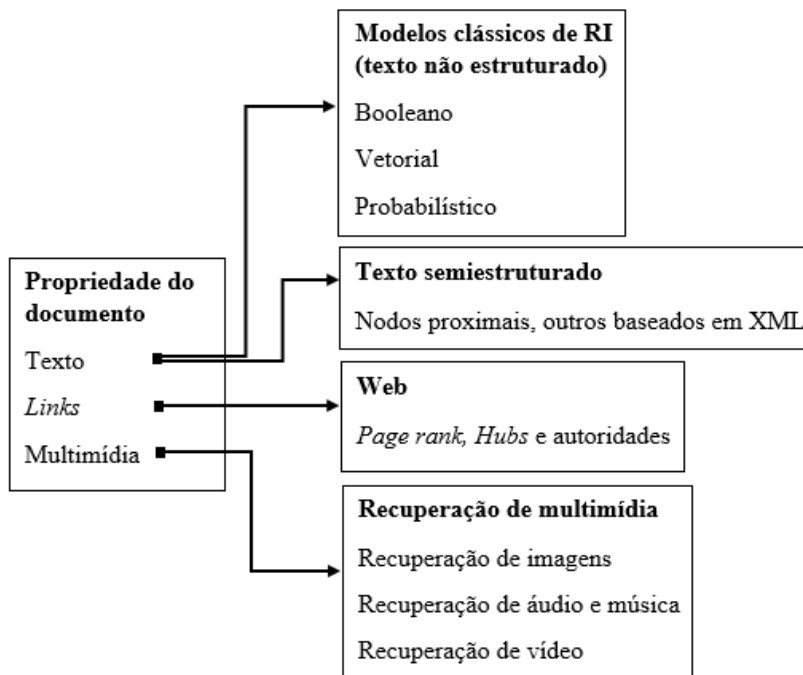 Modelos clássicos de RI
(texto não estruturado)
Booleano
Vetorial
Probabilístico
Propriedade do
documento
Texto
Links
Multimídia
Texto semiestruturado
Nodos proximais, outros baseados em XML
Web
Page rank, Hubs e autoridades
Recuperação de multimídia
Recuperação de imagens
Recuperação de áudio e música
Recuperação de vídeo